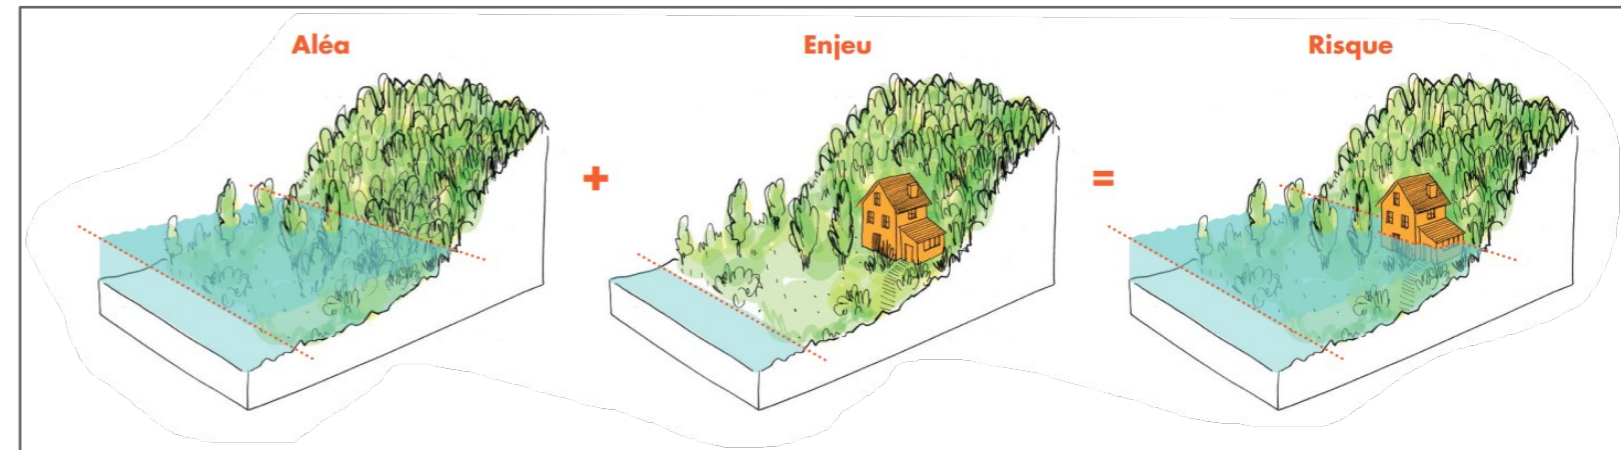 Aléa + Enjeu = Risque